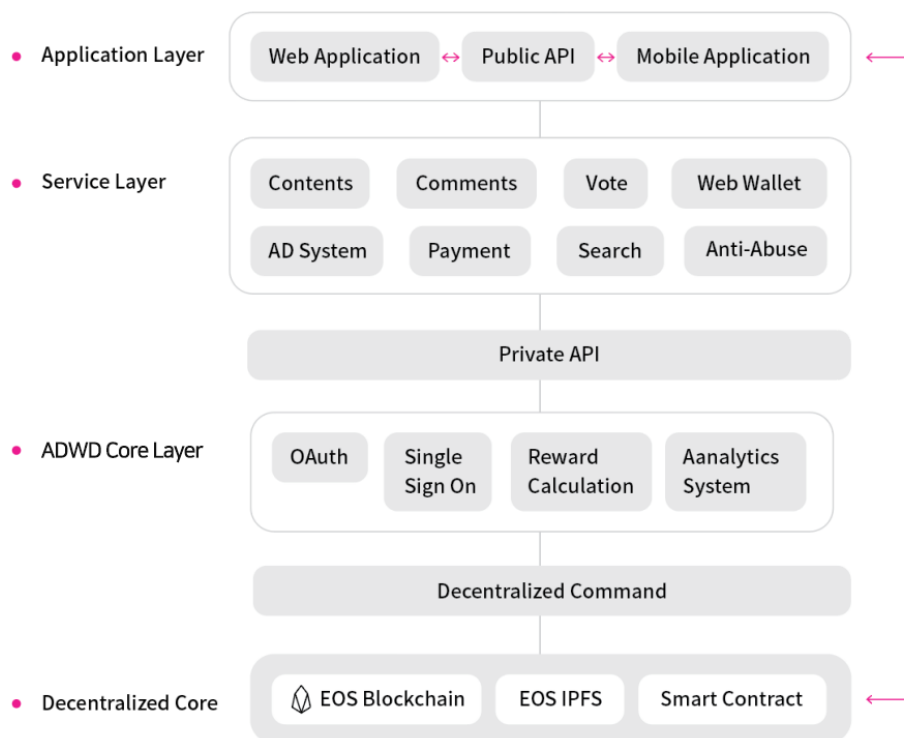 Application Layer
Web Application
Public API
Mobile Application
Service Layer
Contents
Comments
Vote
Web Wallet
AD System
Payment
Search
Anti-Abuse
Private API
ADWD Core Layer
OAuth
Single
Sign On
Reward
Calculation
Aanalytics
System
Decentralized Command
Decentralized Core
EOS Blockchain
EOS IPFS
Smart Contract